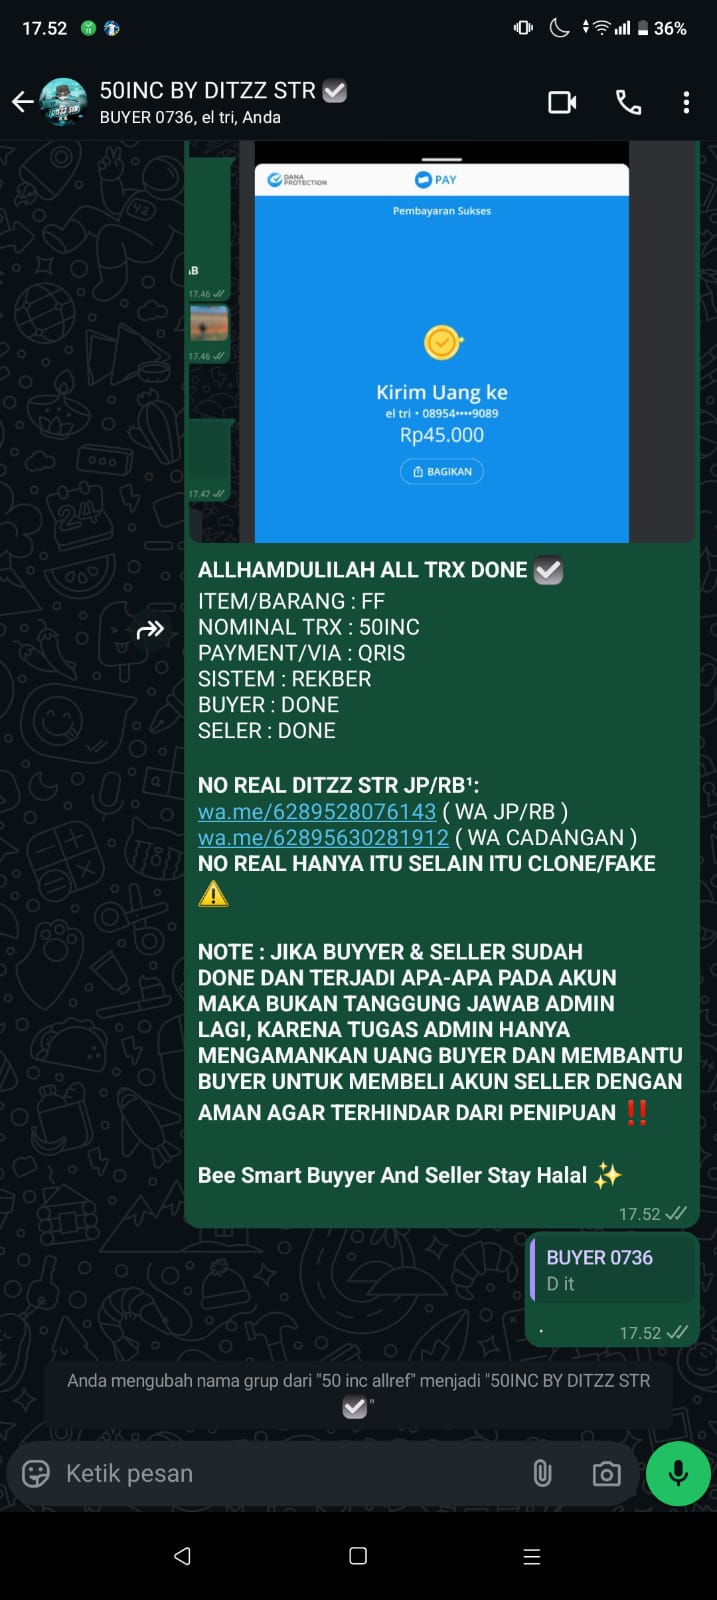 17.52
36%
50INC BY DITZZ STR
BUYER 0736, el tri, Anda
DANA PROTECTION
PAY
Pembayaran Sukses
AB
17.46
17.46
17.47
Kirim Uang ke
el tri • 08954••••9089
Rp45.000
BAGIKAN
ALLHAMDULILAH ALL TRX DONE
ITEM/BARANG : FF
NOMINAL TRX : 50INC
PAYMENT/VIA : QRIS
SISTEM : REKBER
BUYER : DONE
SELER : DONE
NO REAL DITZZ STR JP/RB¹:
wa.me/6289528076143 ( WA JP/RB )
wa.me/62895630281912 ( WA CADANGAN )
NO REAL HANYA ITU SELAIN ITU CLONE/FAKE
⚠️
NOTE : JIKA BUYYER & SELLER SUDAH
DONE DAN TERJADI APA-APA PADA AKUN
MAKA BUKAN TANGGUNG JAWAB ADMIN
LAGI, KARENA TUGAS ADMIN HANYA
MENGAMANKAN UANG BUYER DAN MEMBANTU
BUYER UNTUK MEMBELI AKUN SELLER DENGAN
AMAN AGAR TERHINDAR DARI PENIPUAN ‼️
Bee Smart Buyyer And Seller Stay Halal ✨
17.52
BUYER 0736
D it
.
17.52
Anda mengubah nama grup dari "50 inc allref" menjadi "50INC BY DITZZ STR
"
Ketik pesan